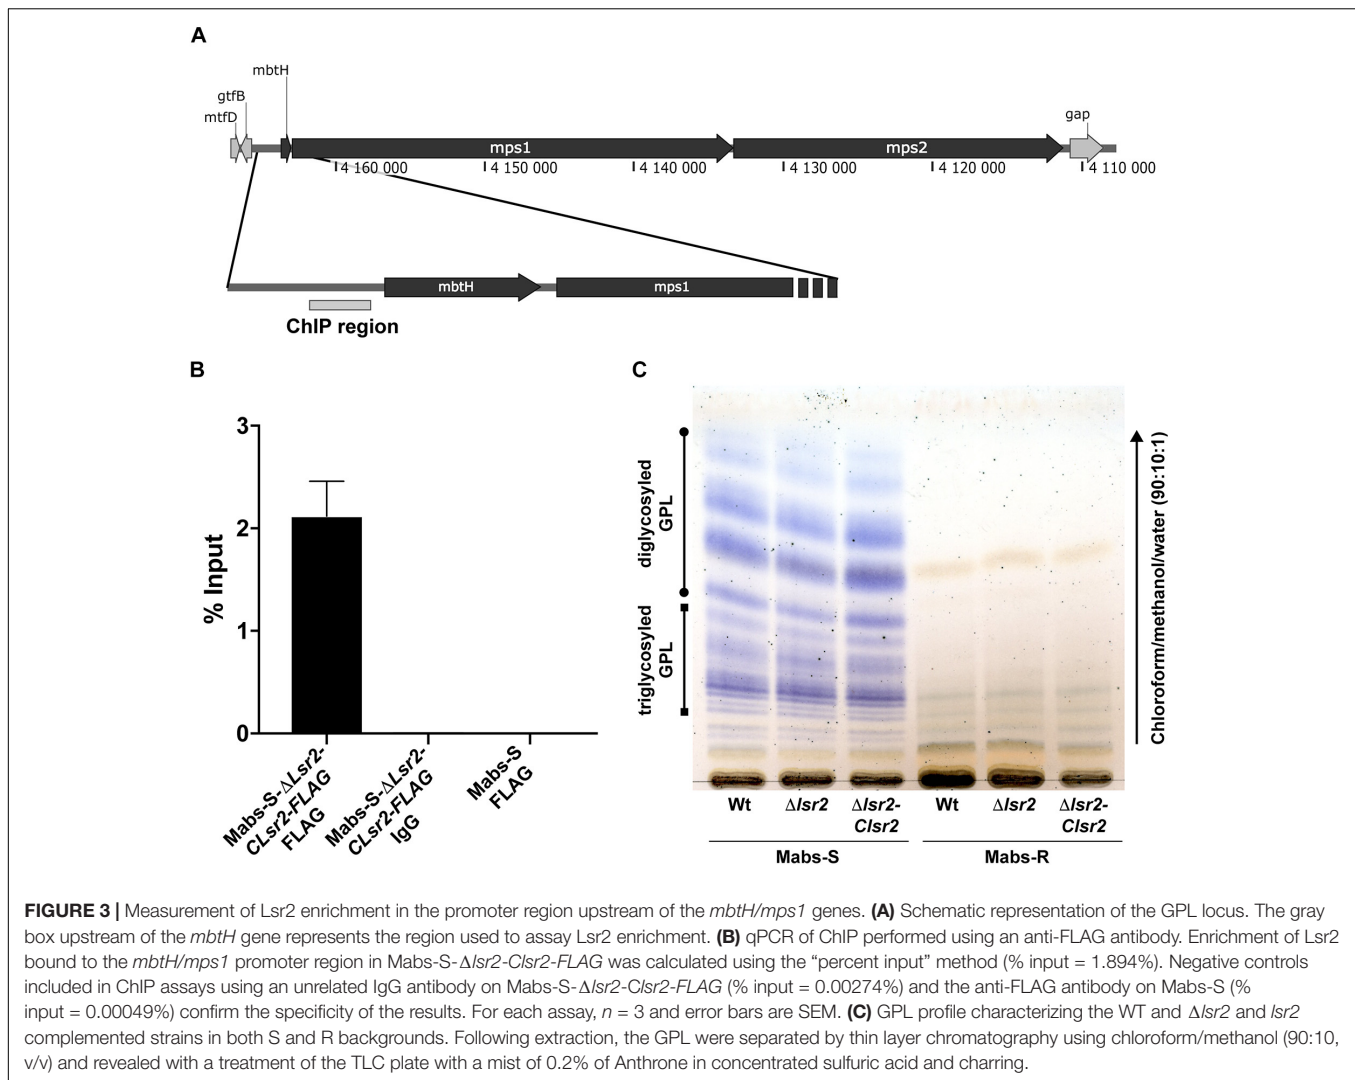 A
mbtH
gtfB
mtfD
gap
mps1
mps2
4 160 000
4 150 000
4 140 000
4 130 000
4 120 000
4 110 000
mbtH
mps1
ChIP region
B
% Input
3
2
1
0
Mabs-S-ΔLsr2-
CLsr2-FLAG
FLAG
Mabs-S-ΔLsr2-
CLsr2-FLAG
IgG
Mabs-S
FLAG
C
diglycosyled
GPL
triglycosyled
GPL
Chloroform/methanol/water (90:10:1)
Wt
Δlsr2
Δlsr2-
Clsr2
Wt
Δlsr2
Δlsr2-
Clsr2
Mabs-S
Mabs-R
FIGURE 3 | Measurement of Lsr2 enrichment in the promoter region upstream of the mbtH/mps1 genes. (A) Schematic representation of the GPL locus. The gray
box upstream of the mbtH gene represents the region used to assay Lsr2 enrichment. (B) qPCR of ChIP performed using an anti-FLAG antibody. Enrichment of Lsr2
bound to the mbtH/mps1 promoter region in Mabs-S-Δlsr2-Clsr2-FLAG was calculated using the “percent input” method (% input = 1.894%). Negative controls
included in ChIP assays using an unrelated IgG antibody on Mabs-S-Δlsr2-Clsr2-FLAG (% input = 0.00274%) and the anti-FLAG antibody on Mabs-S (%
input = 0.00049%) confirm the specificity of the results. For each assay, n = 3 and error bars are SEM. (C) GPL profile characterizing the WT and Δlsr2 and lsr2
complemented strains in both S and R backgrounds. Following extraction, the GPL were separated by thin layer chromatography using chloroform/methanol (90:10,
v/v) and revealed with a treatment of the TLC plate with a mist of 0.2% of Anthrone in concentrated sulfuric acid and charring.